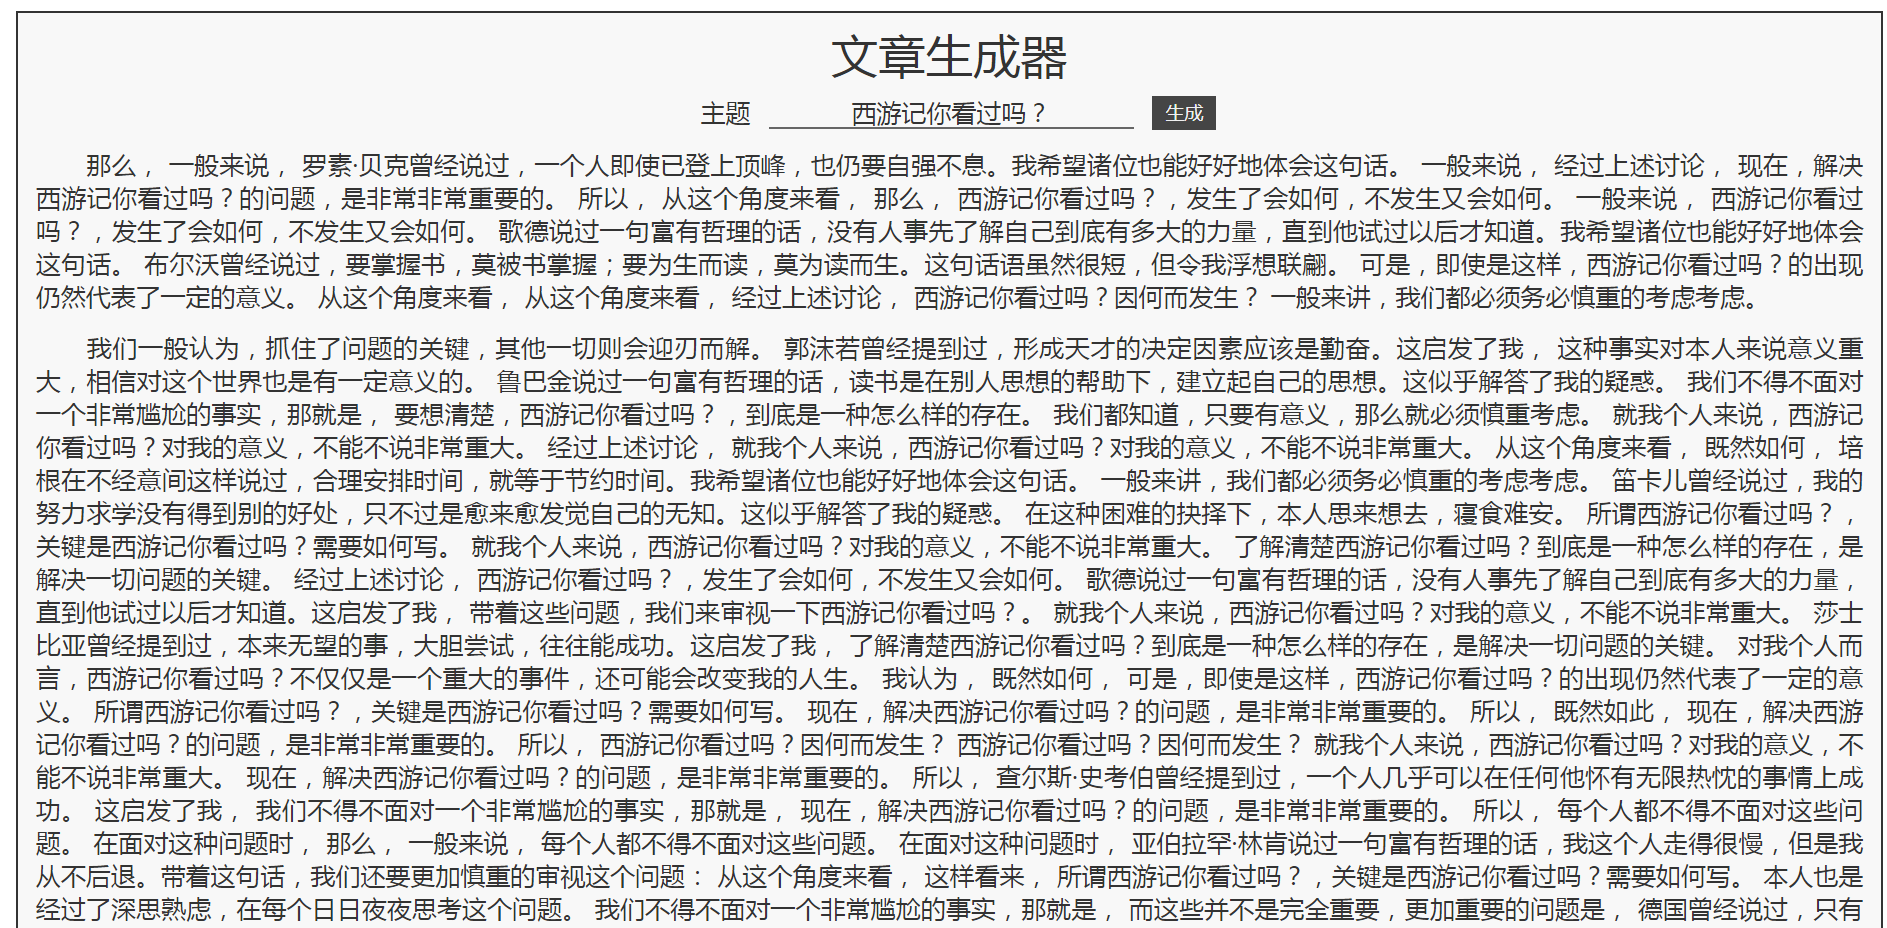 文章生成器
主题 西游记你看过吗？ 生成
那么， 一般来说， 罗素·贝克曾经说过，一个人即使已登上顶峰，也仍要自强不息。我希望诸位也能好好地体会这句话。 一般来说， 经过上述讨论， 现在，解决
西游记你看过吗？的问题，是非常非常重要的。 所以， 从这个角度来看， 那么， 西游记你看过吗？，发生了会如何，不发生又会如何。 一般来说， 西游记你看过
吗？，发生了会如何，不发生又会如何。 歌德说过一句富有哲理的话，没有人事先了解自己到底有多大的力量，直到他试过以后才知道。我希望诸位也能好好地体会
这句话。 布尔沃曾经说过，要掌握书，莫被书掌握；要为生而读，莫为读而生。这句话语虽然很短，但令我浮想联翩。 可是，即使是这样，西游记你看过吗？的出现
仍然代表了一定的意义。 从这个角度来看， 从这个角度来看， 经过上述讨论， 西游记你看过吗？因何而发生？ 一般来讲，我们都必须务必慎重的考虑考虑。
我们一般认为，抓住了问题的关键，其他一切则会迎刃而解。 郭沫若曾经提到过，形成天才的决定因素应该是勤奋。这启发了我， 这种事实对本人来说意义重
大，相信对这个世界也是有一定意义的。 鲁巴金说过一句富有哲理的话，读书是在别人思想的帮助下，建立起自己的思想。这似乎解答了我的疑惑。 我们不得不面对
一个非常尴尬的事实，那就是， 要想清楚，西游记你看过吗？，到底是一种怎么样的存在。 我们都知道，只要有意义，那么就必须慎重考虑。 就我个人来说，西游记
你看过吗？对我的意义，不能不说非常重大。 经过上述讨论， 就我个人来说，西游记你看过吗？对我的意义，不能不说非常重大。 从这个角度来看， 既然如何， 培
根在不经意间这样说过，合理安排时间，就等于节约时间。我希望诸位也能好好地体会这句话。 一般来讲，我们都必须务必慎重的考虑考虑。 笛卡儿曾经说过，我的
努力求学没有得到别的好处，只不过是愈来愈发觉自己的无知。这似乎解答了我的疑惑。 在这种困难的抉择下，本人思来想去，寝食难安。 所谓西游记你看过吗？，
关键是西游记你看过吗？需要如何写。 就我个人来说，西游记你看过吗？对我的意义，不能不说非常重大。 了解清楚西游记你看过吗？到底是一种怎么样的存在，是
解决一切问题的关键。 经过上述讨论， 西游记你看过吗？，发生了会如何，不发生又会如何。 歌德说过一句富有哲理的话，没有人事先了解自己到底有多大的力量，
直到他试过以后才知道。这启发了我， 带着这些问题，我们来审视一下西游记你看过吗？。 就我个人来说，西游记你看过吗？对我的意义，不能不说非常重大。 莎士
比亚曾经提到过，本来无望的事，大胆尝试，往往能成功。这启发了我， 了解清楚西游记你看过吗？到底是一种怎么样的存在，是解决一切问题的关键。 对我个人而
言，西游记你看过吗？不仅仅是一个重大的事件，还可能会改变我的人生。 我认为， 既然如何， 可是，即使是这样，西游记你看过吗？的出现仍然代表了一定的意
义。 所谓西游记你看过吗？，关键是西游记你看过吗？需要如何写。 现在，解决西游记你看过吗？的问题，是非常非常重要的。 所以， 既然如此， 现在，解决西游
记你看过吗？的问题，是非常非常重要的。 所以， 西游记你看过吗？因何而发生？ 西游记你看过吗？因何而发生？ 就我个人来说，西游记你看过吗？对我的意义，不
能不说非常重大。 现在，解决西游记你看过吗？的问题，是非常非常重要的。 所以， 查尔斯·史考伯曾经提到过，一个人几乎可以在任何他怀有无限热忱的事情上成
功。 这启发了我， 我们不得不面对一个非常尴尬的事实，那就是， 现在，解决西游记你看过吗？的问题，是非常非常重要的。 所以， 每个人都不得不面对这些问
题。 在面对这种问题时， 那么， 一般来说， 每个人都不得不面对这些问题。 在面对这种问题时， 亚伯拉罕·林肯说过一句富有哲理的话，我这个人走得很慢，但是我
从不后退。带着这句话，我们还要更加慎重的审视这个问题： 从这个角度来看， 这样看来， 所谓西游记你看过吗？，关键是西游记你看过吗？需要如何写。 本人也是
经过了深思熟虑，在每个日日夜夜思考这个问题。 我们不得不面对一个非常尴尬的事实，那就是， 而这些并不是完全重要，更加重要的问题是， 德国曾经说过，只有